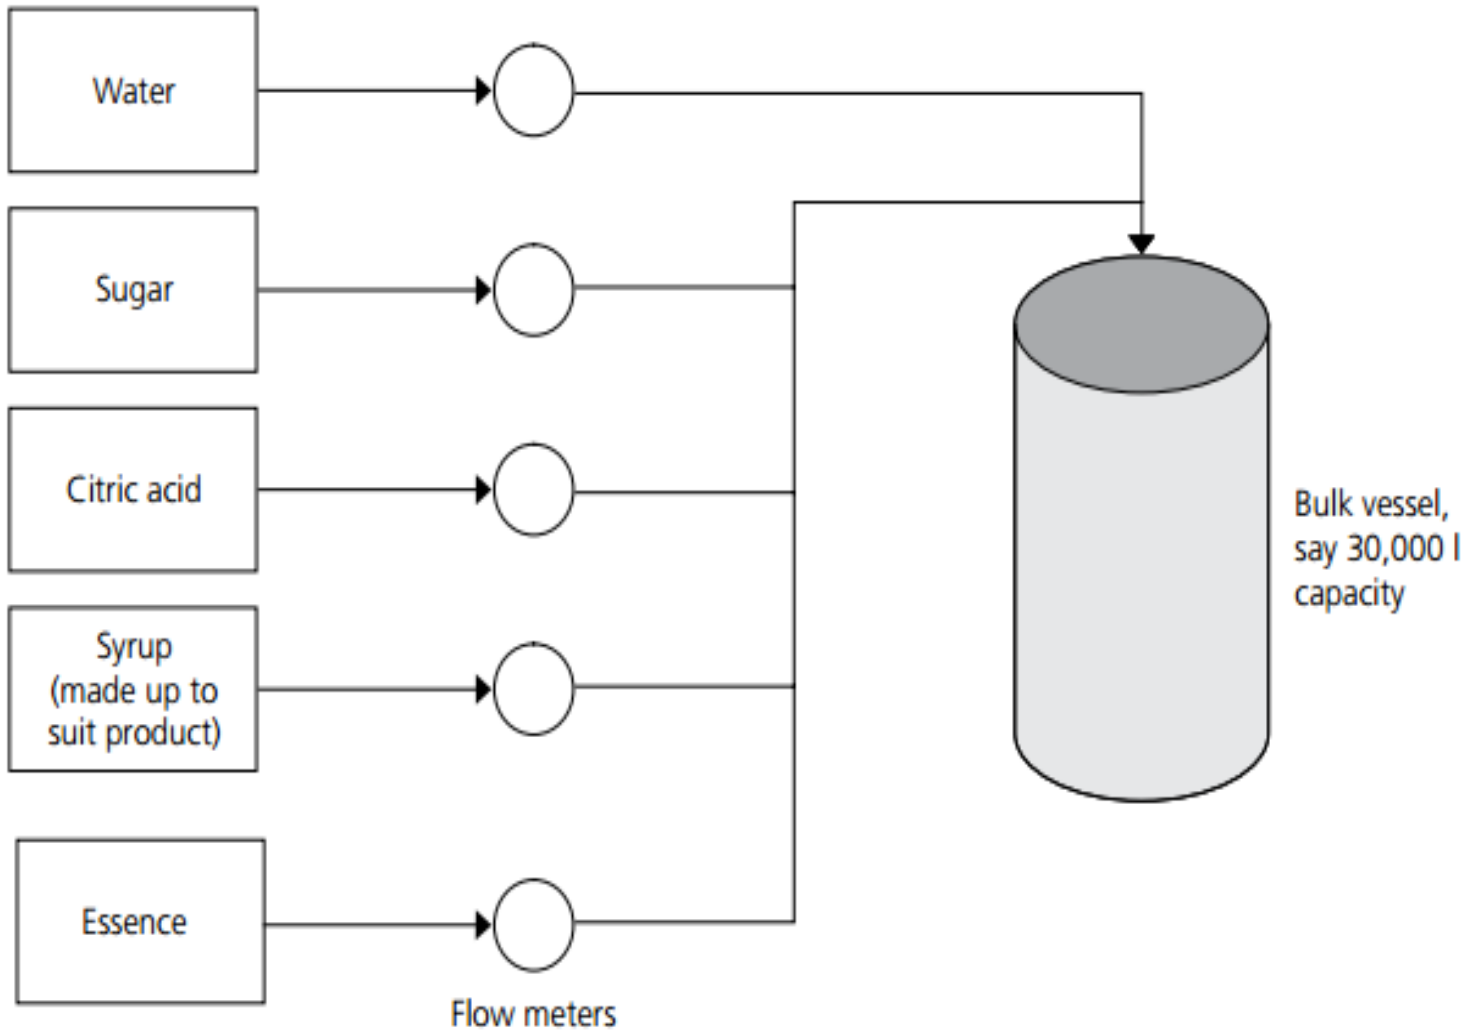 Water
Sugar
Citric acid
Syrup
(made up to
suit product)
Essence
Flow meters
Bulk vessel,
say 30,000 l
capacity